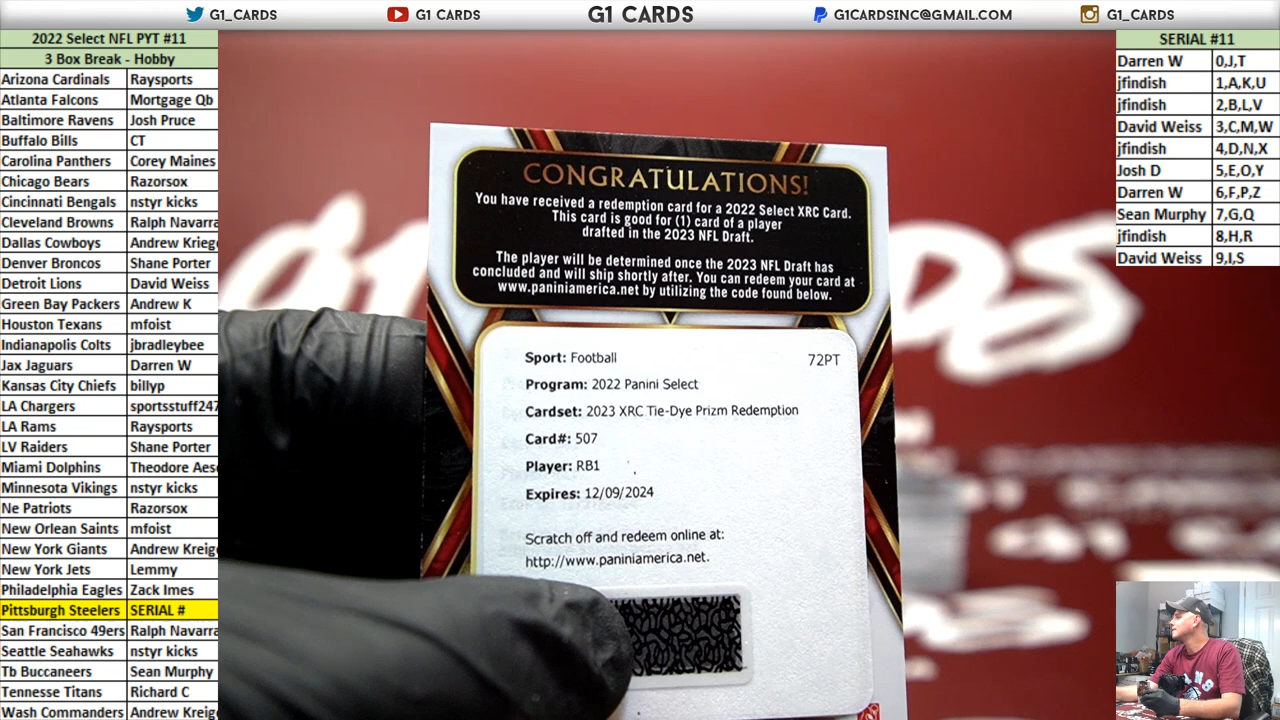 G1_CARDS
G1 CARDS
G1 CARDS
G1CARDSINC@GMAIL.COM
G1_CARDS
2022 Select NFL PYT #11
3 Box Break - Hobby
Arizona Cardinals Raysports
Atlanta Falcons Mortgage Qb
Baltimore Ravens Josh Pruce
Buffalo Bills CT
Carolina Panthers Corey Maines
Chicago Bears Razorsox
Cincinnati Bengals nstyr kicks
Cleveland Browns Ralph Navarra
Dallas Cowboys Andrew Krieg
Denver Broncos Shane Porter
Detroit Lions David Weiss
Green Bay Packers Andrew K
Houston Texans mfoist
Indianapolis Colts jbradleybee
Jax Jaguars Darren W
Kansas City Chiefs billyp
LA Chargers sportsstuff247
LA Rams Raysports
LV Raiders Shane Porter
Miami Dolphins Theodore Aeso
Minnesota Vikings nstyr kicks
Ne Patriots Razorsox
New Orlean Saints mfoist
New York Giants Andrew Kreig
New York Jets Lemmy
Philadelphia Eagles Zack Imes
Pittsburgh Steelers SERIAL #
San Francisco 49ers Ralph Navarra
Seattle Seahawks nstyr kicks
Tb Buccaneers Sean Murphy
Tennesse Titans Richard C
Wash Commanders Andrew Kreig
CONGRATULATIONS!
You have received a redemption card for a 2022 Select XRC Card.
This card is good for (1) card of a player
drafted in the 2023 NFL Draft.
The player will be determined once the 2023 NFL Draft has
concluded and will ship shortly after. You can redeem your card at
www.paniniamerica.net by utilizing the code found below.
Sport: Football 72PT
Program: 2022 Panini Select
Cardset: 2023 XRC Tie-Dye Prizm Redemption
Card#: 507
Player: RB1
Expires: 12/09/2024
Scratch off and redeem online at:
http://www.paniniamerica.net.
SERIAL #11
Darren W 0,J,T
jfindish 1,A,K,U
jfindish 2,B,L,V
David Weiss 3,C,M,W
jfindish 4,D,N,X
Josh D 5,E,O,Y
Darren W 6,F,P,Z
Sean Murphy 7,G,Q
jfindish 8,H,R
David Weiss 9,I,S